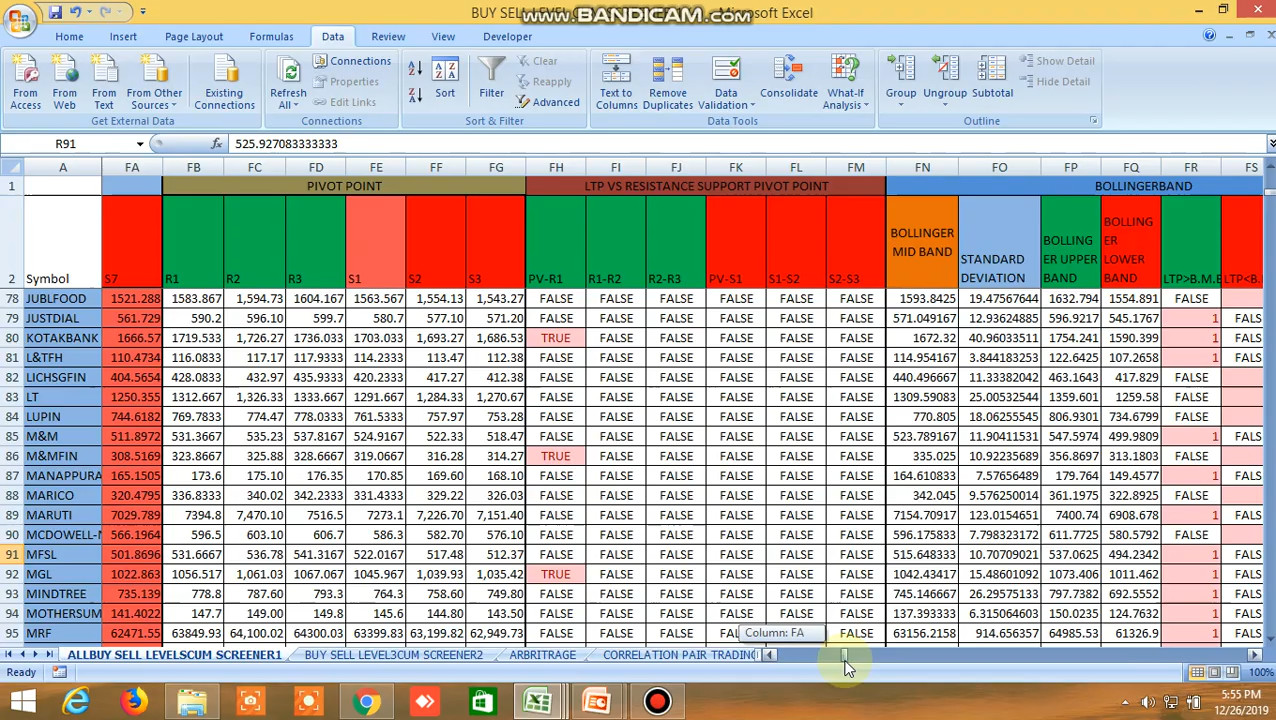 BUY SELL LEVEL
www.BANDICAM.com
Microsoft Excel
Home Insert Page Layout Formulas Data Review View Developer
From Access
From Web
From Text
From Other Sources
Existing Connections
Get External Data
Refresh All
Connections
Properties
Edit Links
Connections
Sort
Filter
Clear
Reapply
Advanced
Sort & Filter
Text to Columns
Remove Duplicates
Data Validation
Consolidate
What-If Analysis
Data Tools
Group
Ungroup
Subtotal
Show Detail
Hide Detail
Outline
R91 fx 525.927083333333
A FA FB FC FD FE FF FG FH FI FJ FK FL FM FN FO FP FQ FR FS
1 PIVOT POINT LTP VS RESISTANCE SUPPORT PIVOT POINT BOLLINGERBAND
2 Symbol S7 R1 R2 R3 S1 S2 S3 PV-R1 R1-R2 R2-R3 PV-S1 S1-S2 S2-S3 BOLLINGER MID BAND STANDARD DEVIATION BOLLING ER UPPER BAND BOLLING ER LOWER BAND LTP>B.M.E LTP<B.
78 JUBLFOOD 1521.288 1583.867 1,594.73 1604.167 1563.567 1,554.13 1,543.27 FALSE FALSE FALSE FALSE FALSE FALSE 1593.8425 19.47567644 1632.794 1554.891 FALSE
79 JUSTDIAL 561.729 590.2 596.10 599.7 580.7 577.10 571.20 FALSE FALSE FALSE FALSE FALSE FALSE 571.049167 12.93624885 596.9217 545.1767 1 FALS
80 KOTAKBANK 1666.57 1719.533 1,726.27 1736.033 1703.033 1,693.27 1,686.53 TRUE FALSE FALSE FALSE FALSE FALSE 1672.32 40.96033511 1754.241 1590.399 1 FALS
81 L&TFH 110.4734 116.0833 117.17 117.9333 114.2333 113.47 112.38 FALSE FALSE FALSE FALSE FALSE FALSE 114.954167 3.844183253 122.6425 107.2658 1 FALS
82 LICHSGFIN 404.5654 428.0833 432.97 435.9333 420.2333 417.27 412.38 FALSE FALSE FALSE FALSE FALSE FALSE 440.496667 11.33382041 463.1643 417.829 FALSE
83 LT 1250.355 1312.667 1,326.33 1333.667 1291.667 1,284.33 1,270.67 FALSE FALSE FALSE FALSE FALSE FALSE 1309.59083 25.00532544 1359.601 1259.58 FALSE
84 LUPIN 744.6182 769.7833 774.47 778.0333 761.5333 757.97 753.28 FALSE FALSE FALSE FALSE FALSE FALSE 770.805 18.06255545 806.9301 734.6799 FALSE
85 M&M 511.8972 531.3667 535.23 537.8167 524.9167 522.33 518.47 FALSE FALSE FALSE FALSE FALSE FALSE 523.789167 11.90411531 547.5974 499.9809 1 FALS
86 M&MFIN 308.5169 323.8667 325.88 328.6667 319.0667 316.28 314.27 TRUE FALSE FALSE FALSE FALSE FALSE 335.025 10.92235689 356.8697 313.1803 FALSE
87 MANAPPURA 165.1505 173.6 175.10 176.35 170.85 169.60 168.10 FALSE FALSE FALSE FALSE FALSE FALSE 164.610833 7.57656489 179.764 149.4577 1 FALS
88 MARICO 320.4795 336.8333 340.02 342.2333 331.4333 329.22 326.03 FALSE FALSE FALSE FALSE FALSE FALSE 342.045 9.576250014 361.1975 322.8925 FALSE
89 MARUTI 7029.789 7394.8 7,470.10 7516.5 7273.1 7,226.70 7,151.40 FALSE FALSE FALSE FALSE FALSE FALSE 7154.70917 123.0154651 7400.74 6908.678 1 FALS
90 MCDOWELL-N 566.1964 596.5 603.10 606.7 586.3 582.70 576.10 FALSE FALSE FALSE FALSE FALSE FALSE 596.175833 7.798323172 611.7725 580.5792 FALSE
91 MFSL 501.8696 531.6667 536.78 541.3167 522.0167 517.48 512.37 FALSE FALSE FALSE FALSE FALSE FALSE 515.648333 10.70709021 537.0625 494.2342 1 FALS
92 MGL 1022.863 1056.517 1,061.03 1067.067 1045.967 1,039.93 1,035.42 TRUE FALSE FALSE FALSE FALSE FALSE 1042.43417 15.48601092 1073.406 1011.462 1 FALS
93 MINDTREE 735.139 778.8 787.60 793.3 764.3 758.60 749.80 FALSE FALSE FALSE FALSE FALSE FALSE 745.146667 26.29576133 797.7382 692.5552 1 FALS
94 MOTHERSUM 141.4022 147.7 149.00 149.8 145.6 144.80 143.50 FALSE FALSE FALSE FALSE FALSE FALSE 137.393333 6.315064603 150.0235 124.7632 1 FALS
95 MRF 62471.55 63849.93 64,100.02 64300.03 63399.83 63,199.82 62,949.73 FALSE FALSE FALSE FALSE FALSE 63156.2158 914.656357 64985.53 61326.9 1 FALS
Column: FA
ALLBUY SELL LEVELSCUM SCREENER1 BUY SELL LEVEL3CUM SCREENER2 ARBITRAGE CORRELATION PAIR TRADING
Ready 100%
5:55 PM
12/26/2019